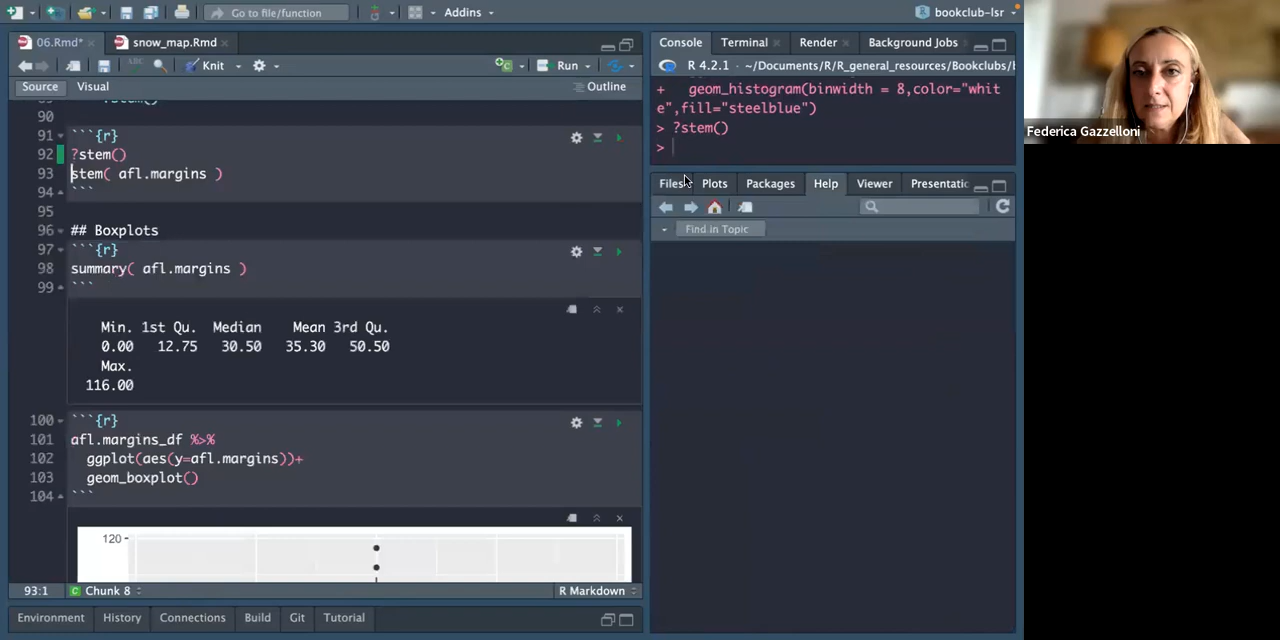 Go to file/function
Addins
bookclub-lsr
06.Rmd*
snow_map.Rmd
ABC
Knit
Run
Source
Visual
Outline
90
91 ```{r}
92 ?stem()
93 stem( afl.margins )
94 ```
95
96 ## Boxplots
97 ```{r}
98 summary( afl.margins )
99 ```
Min. 1st Qu. Median Mean 3rd Qu.
0.00 12.75 30.50 35.30 50.50
Max.
116.00
100 ```{r}
101 afl.margins_df %>%
102 ggplot(aes(y=afl.margins))+
103 geom_boxplot()
104 ```
120
93:1 Chunk 8 R Markdown
Environment History Connections Build Git Tutorial
Console Terminal Render Background Jobs
R 4.2.1 · ~/Documents/R/R_general_resources/Bookclubs/b
+ geom_histogram(binwidth = 8,color="whit
e",fill="steelblue")
> ?stem()
>
Files Plots Packages Help Viewer Presentatic
Find in Topic
Federica Gazzelloni